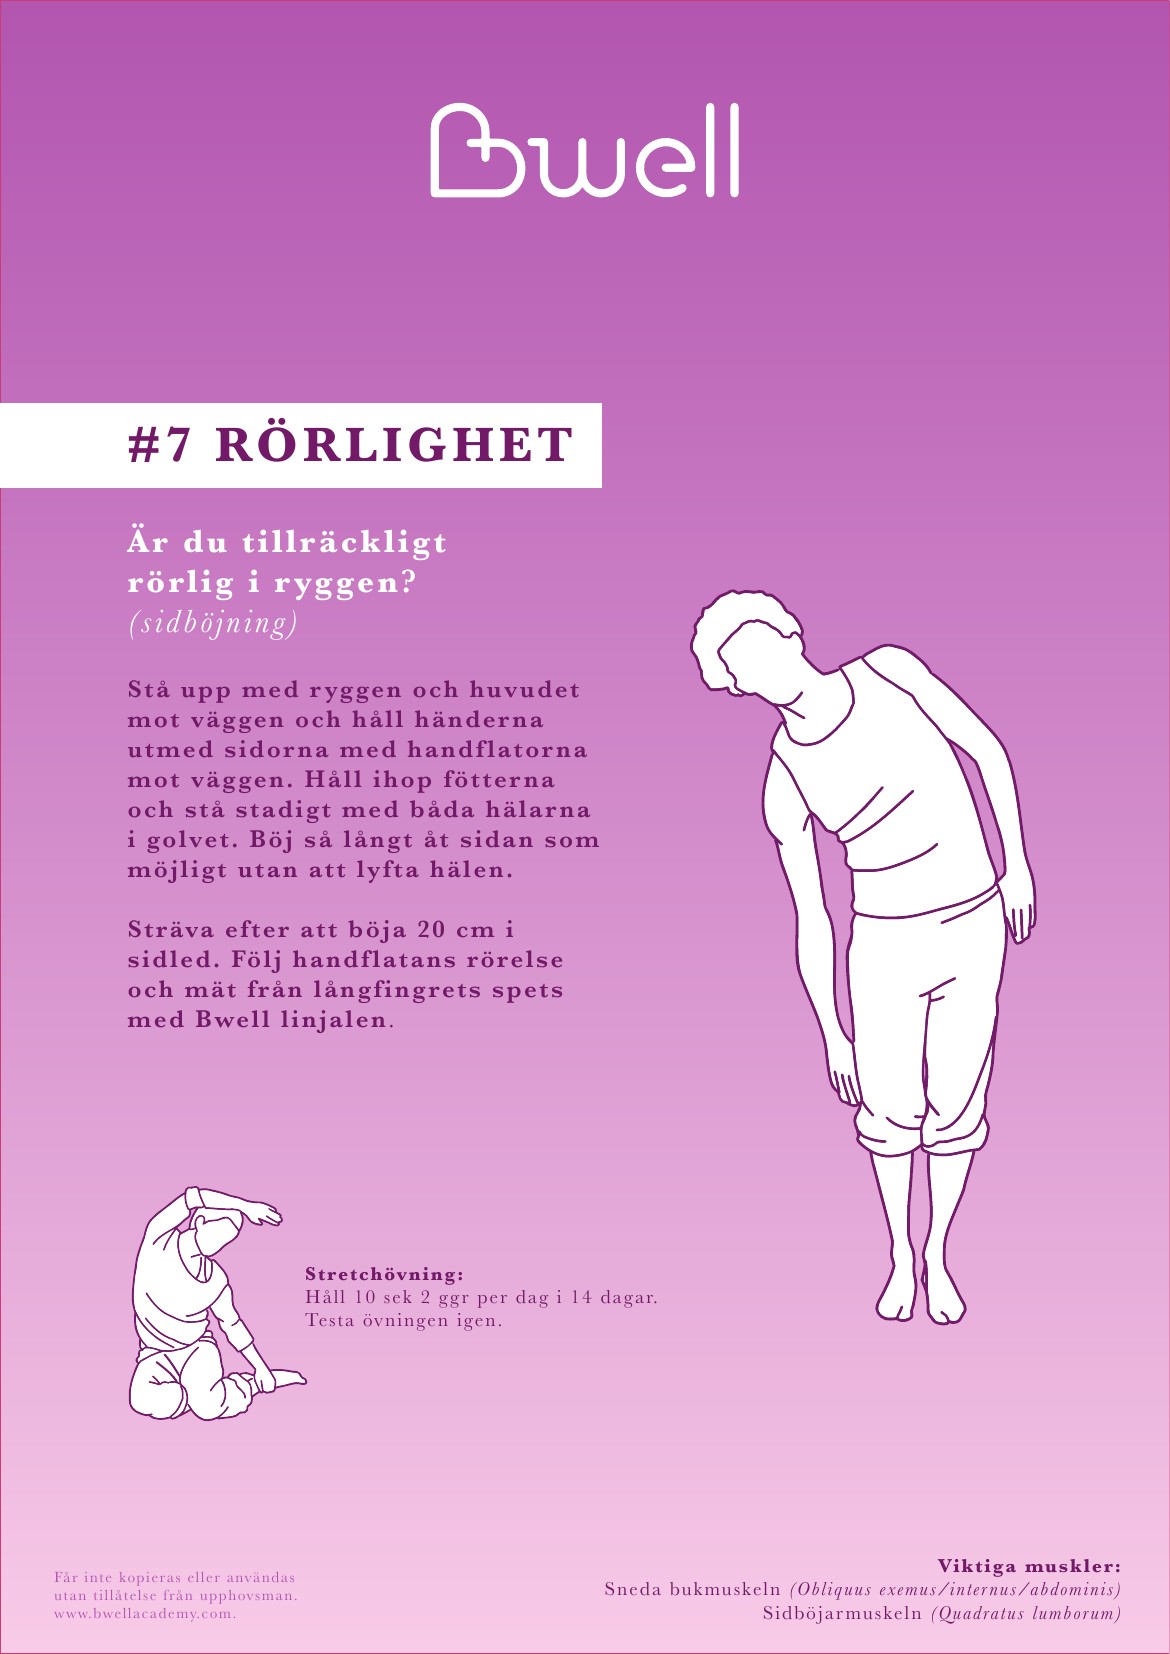 Bwell
#7 RÖRLIGHET
Är du tillräckligt
rörlig i ryggen?
(sidböjning)
Stå upp med ryggen och huvudet
mot väggen och håll händerna
utmed sidorna med handflatorna
mot väggen. Håll ihop fötterna
och stå stadigt med båda hälarna
i golvet. Böj så långt åt sidan som
möjligt utan att lyfta hälen.
Sträva efter att böja 20 cm i
sidled. Följ handflatans rörelse
och mät från långfingrets spets
med Bwell linjalen.
Stretchövning:
Håll 10 sek 2 ggr per dag i 14 dagar.
Testa övningen igen.
Får inte kopieras eller användas
utan tillåtelse från upphovsman.
www.bwellacademy.com.
Viktiga muskler:
Sneda bukmuskeln (Obliquus exemus/internus/abdominis)
Sidböjarmuskeln (Quadratus lumborum)